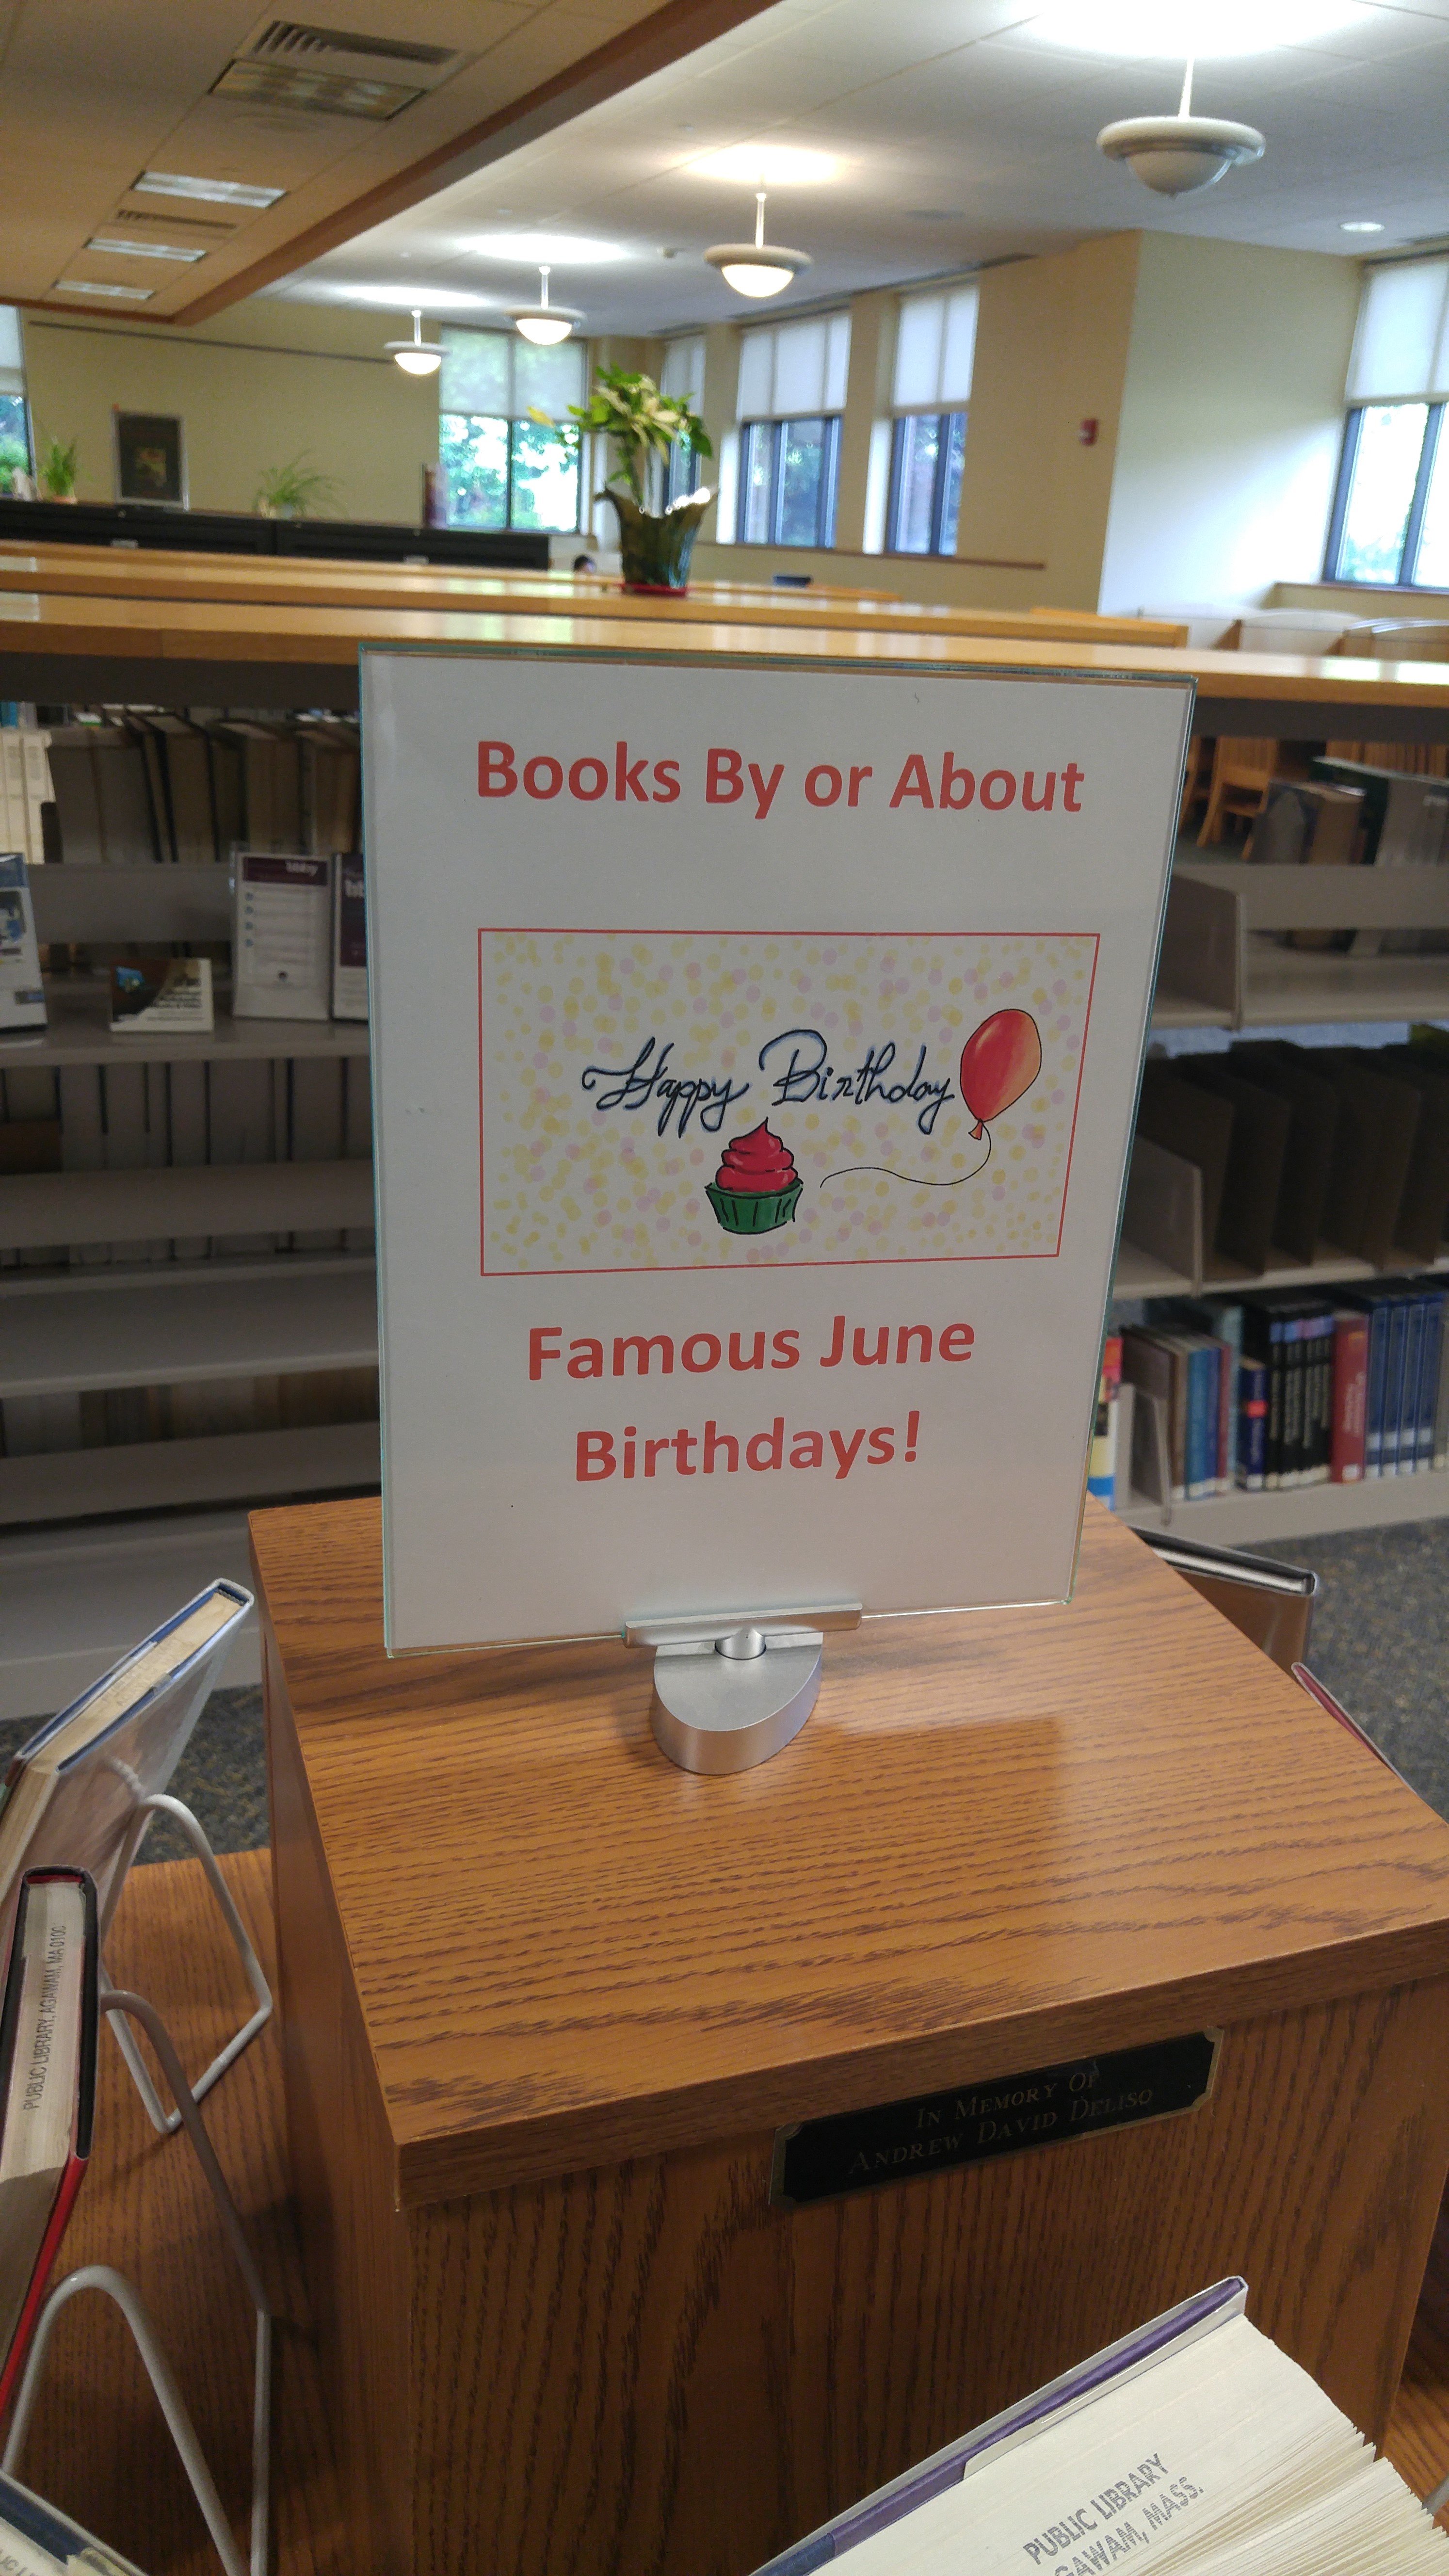 Books By or About
Happy Birthday
Famous June
Birthdays!
IN MEMORY OF
ANDREW DAVID DELISO
PUBLIC LIBRARY, AGAWAM, MA 0100
PUBLIC LIBRARY
GAWAM, MASS.